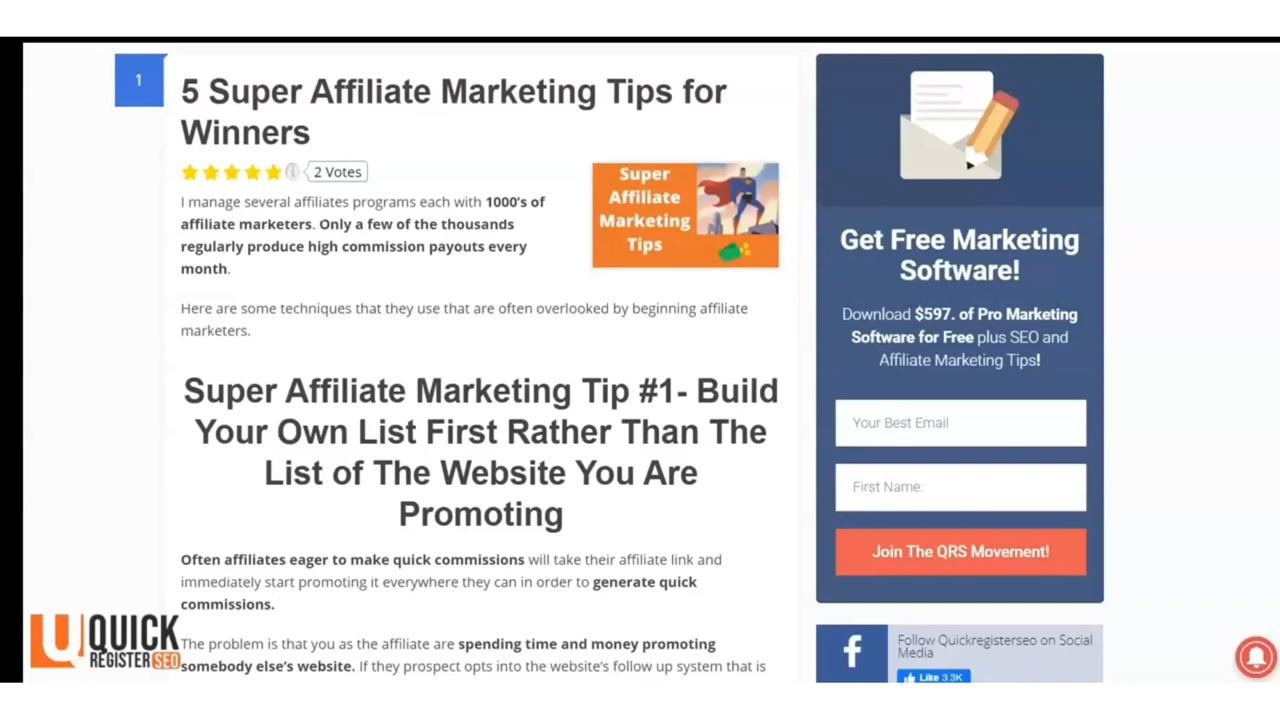 1
5 Super Affiliate Marketing Tips for
Winners
2 Votes
I manage several affiliates programs each with 1000's of
affiliate marketers. Only a few of the thousands
regularly produce high commission payouts every
month.
Super
Affiliate
Marketing
Tips
Here are some techniques that they use that are often overlooked by beginning affiliate
marketers.
Super Affiliate Marketing Tip #1- Build
Your Own List First Rather Than The
List of The Website You Are
Promoting
Often affiliates eager to make quick commissions will take their affiliate link and
immediately start promoting it everywhere they can in order to generate quick
commissions.
The problem is that you as the affiliate are spending time and money promoting
somebody else's website. If they prospect opts into the website's follow up system that is
QUICK
REGISTER SEO
Get Free Marketing
Software!
Download $597. of Pro Marketing
Software for Free plus SEO and
Affiliate Marketing Tips!
Your Best Email
First Name:
Join The QRS Movement!
Follow Quickregisterseo on Social
Media
Like 3.3K